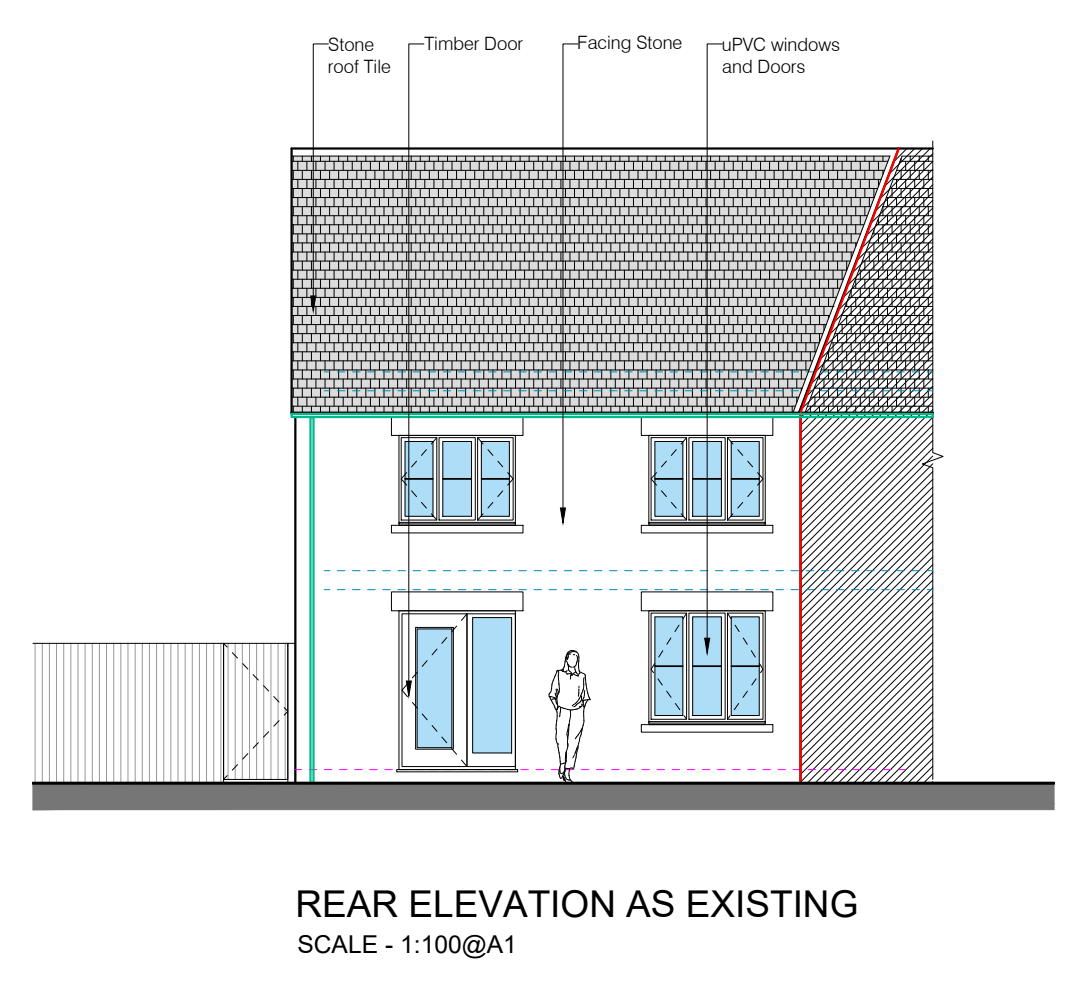 Stone
roof Tile
Timber Door
Facing Stone
uPVC windows
and Doors
REAR ELEVATION AS EXISTING
SCALE - 1:100@A1